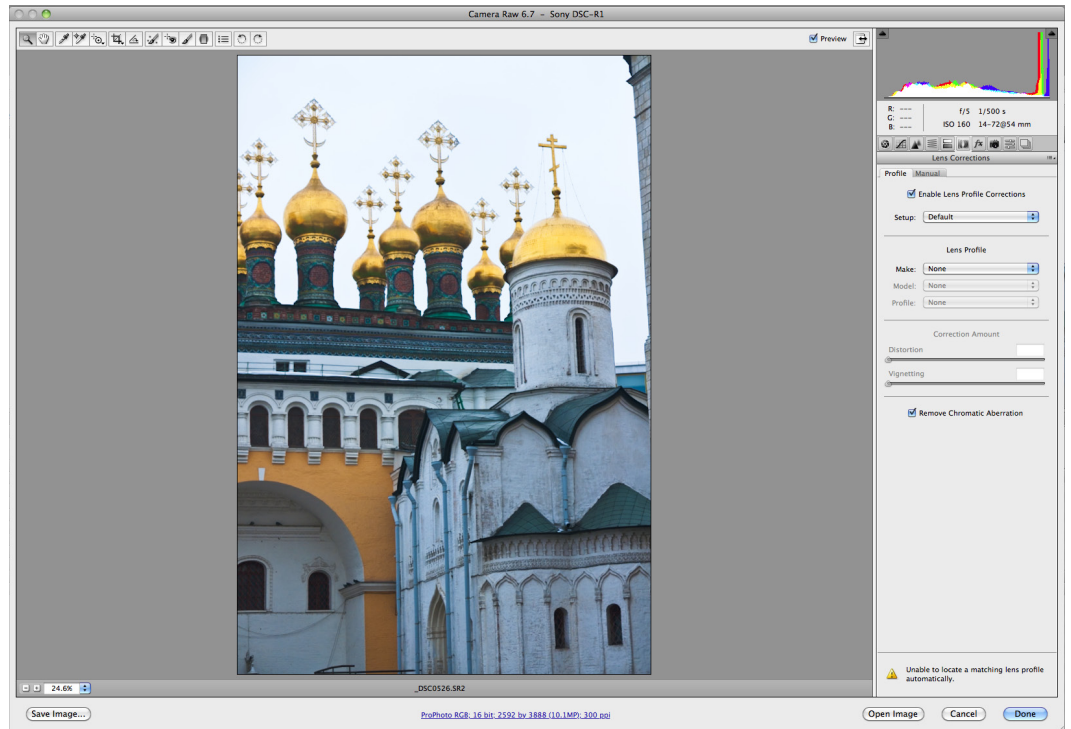 Camera Raw 6.7 - Sony DSC-R1
Preview
R: ---
G: ---
B: ---
f/5 1/500 s
ISO 160 14-72@54 mm
fx
Lens Corrections
Profile Manual
Enable Lens Profile Corrections
Setup: Default
Lens Profile
Make: None
Model: None
Profile: None
Correction Amount
Distortion
Vignetting
Remove Chromatic Aberration
Unable to locate a matching lens profile
automatically.
24.6%
_DSC0526.SR2
Save Image...
ProPhoto RGB; 16 bit; 2592 by 3888 (10.1MP); 300 ppi
Open Image Cancel Done